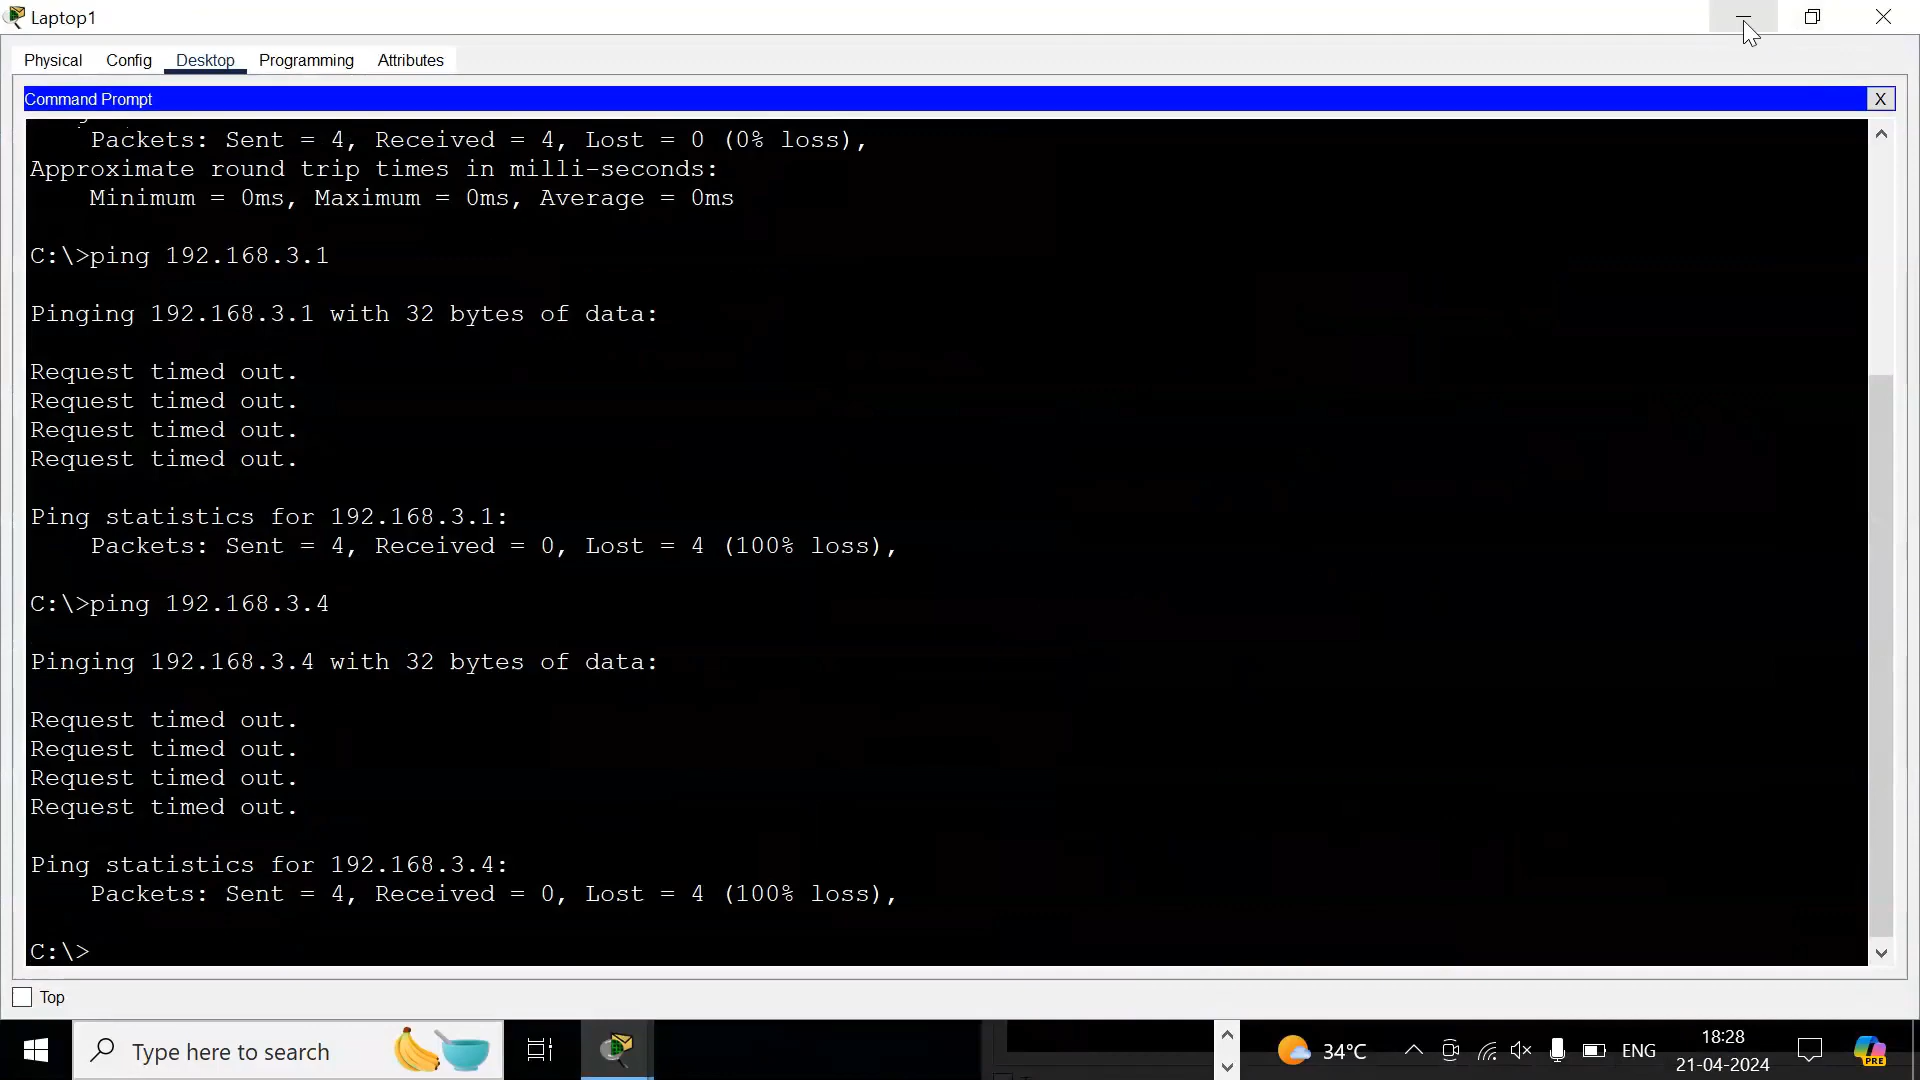 Laptop1
Physical Config Desktop Programming Attributes
Command Prompt
X
Packets: Sent = 4, Received = 4, Lost = 0 (0% loss),
Approximate round trip times in milli-seconds:
Minimum = 0ms, Maximum = 0ms, Average = 0ms
C:\>ping 192.168.3.1
Pinging 192.168.3.1 with 32 bytes of data:
Request timed out.
Request timed out.
Request timed out.
Request timed out.
Ping statistics for 192.168.3.1:
Packets: Sent = 4, Received = 0, Lost = 4 (100% loss),
C:\>ping 192.168.3.4
Pinging 192.168.3.4 with 32 bytes of data:
Request timed out.
Request timed out.
Request timed out.
Request timed out.
Ping statistics for 192.168.3.4:
Packets: Sent = 4, Received = 0, Lost = 4 (100% loss),
C:\>
Top
Type here to search
34°C
ENG
18:28
21-04-2024
PRE